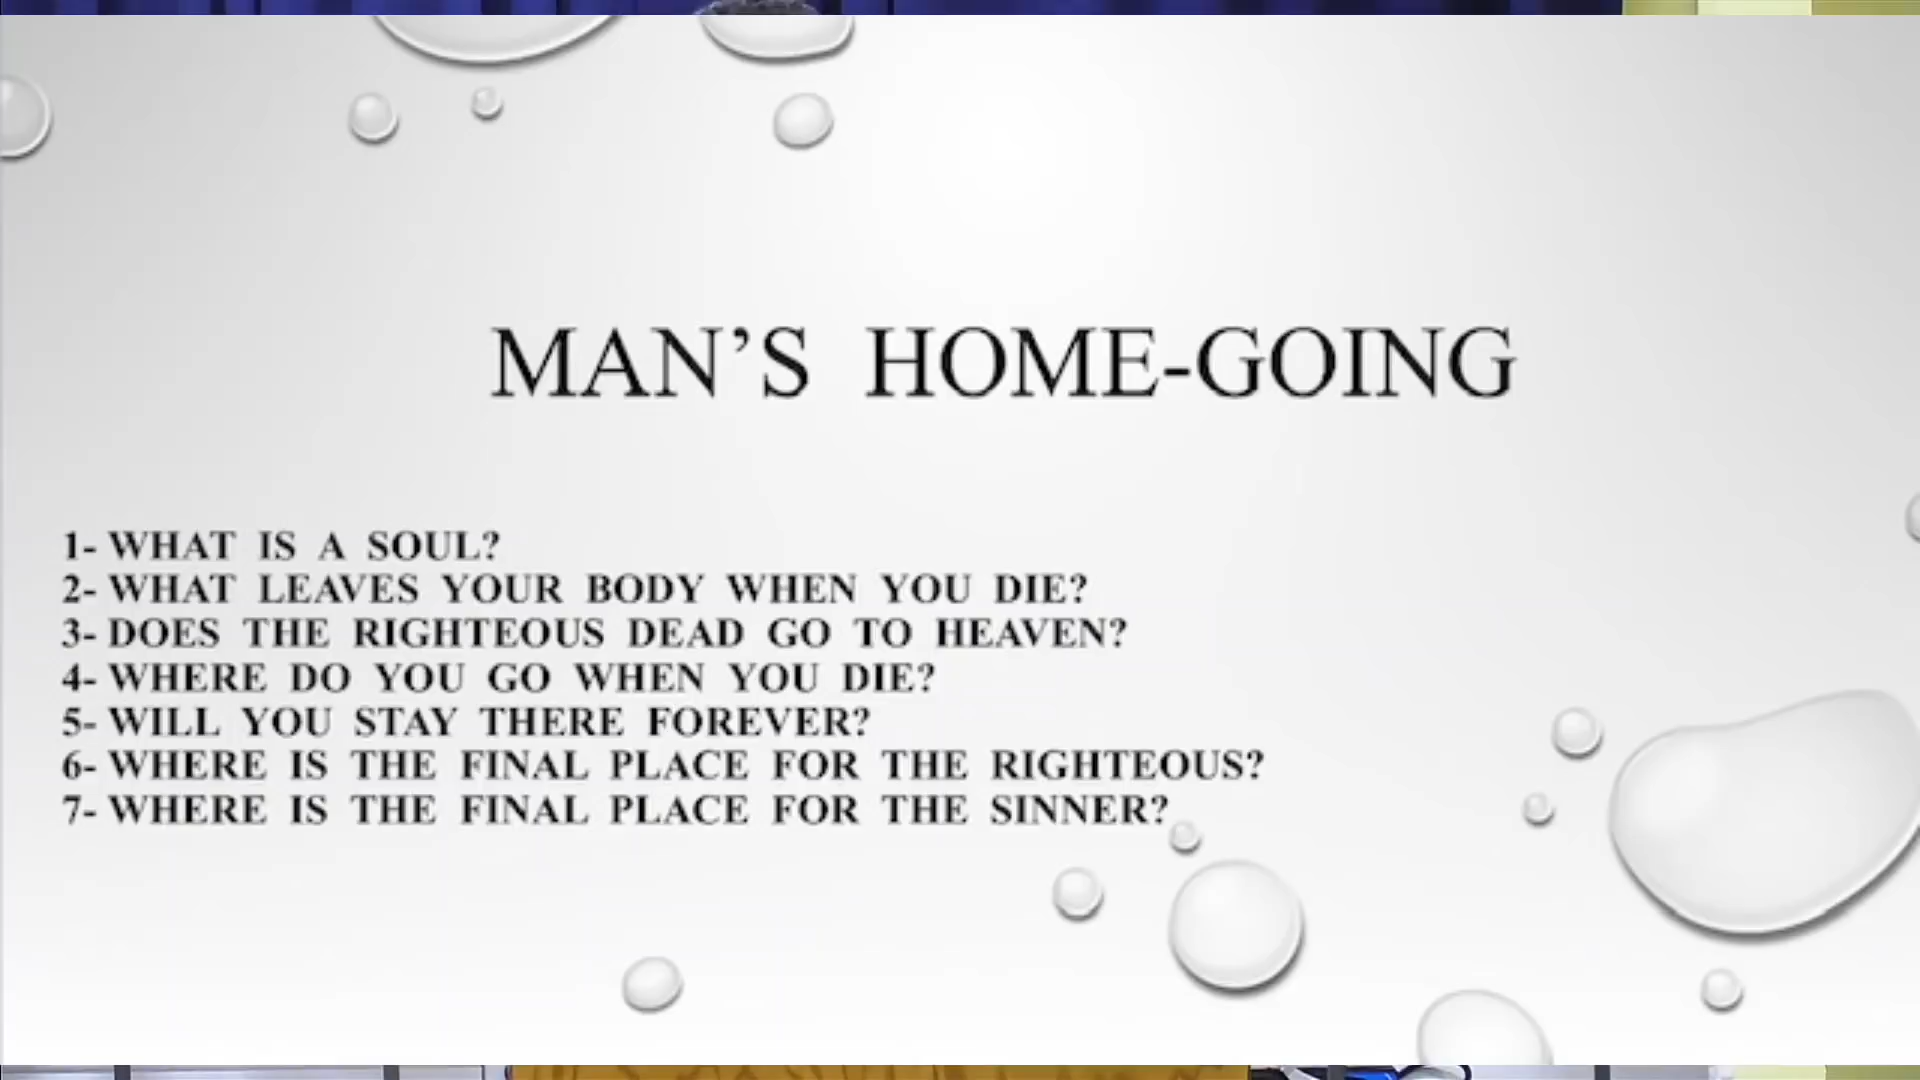 MAN’S HOME-GOING
1- WHAT IS A SOUL?
2- WHAT LEAVES YOUR BODY WHEN YOU DIE?
3- DOES THE RIGHTEOUS DEAD GO TO HEAVEN?
4- WHERE DO YOU GO WHEN YOU DIE?
5- WILL YOU STAY THERE FOREVER?
6- WHERE IS THE FINAL PLACE FOR THE RIGHTEOUS?
7- WHERE IS THE FINAL PLACE FOR THE SINNER?